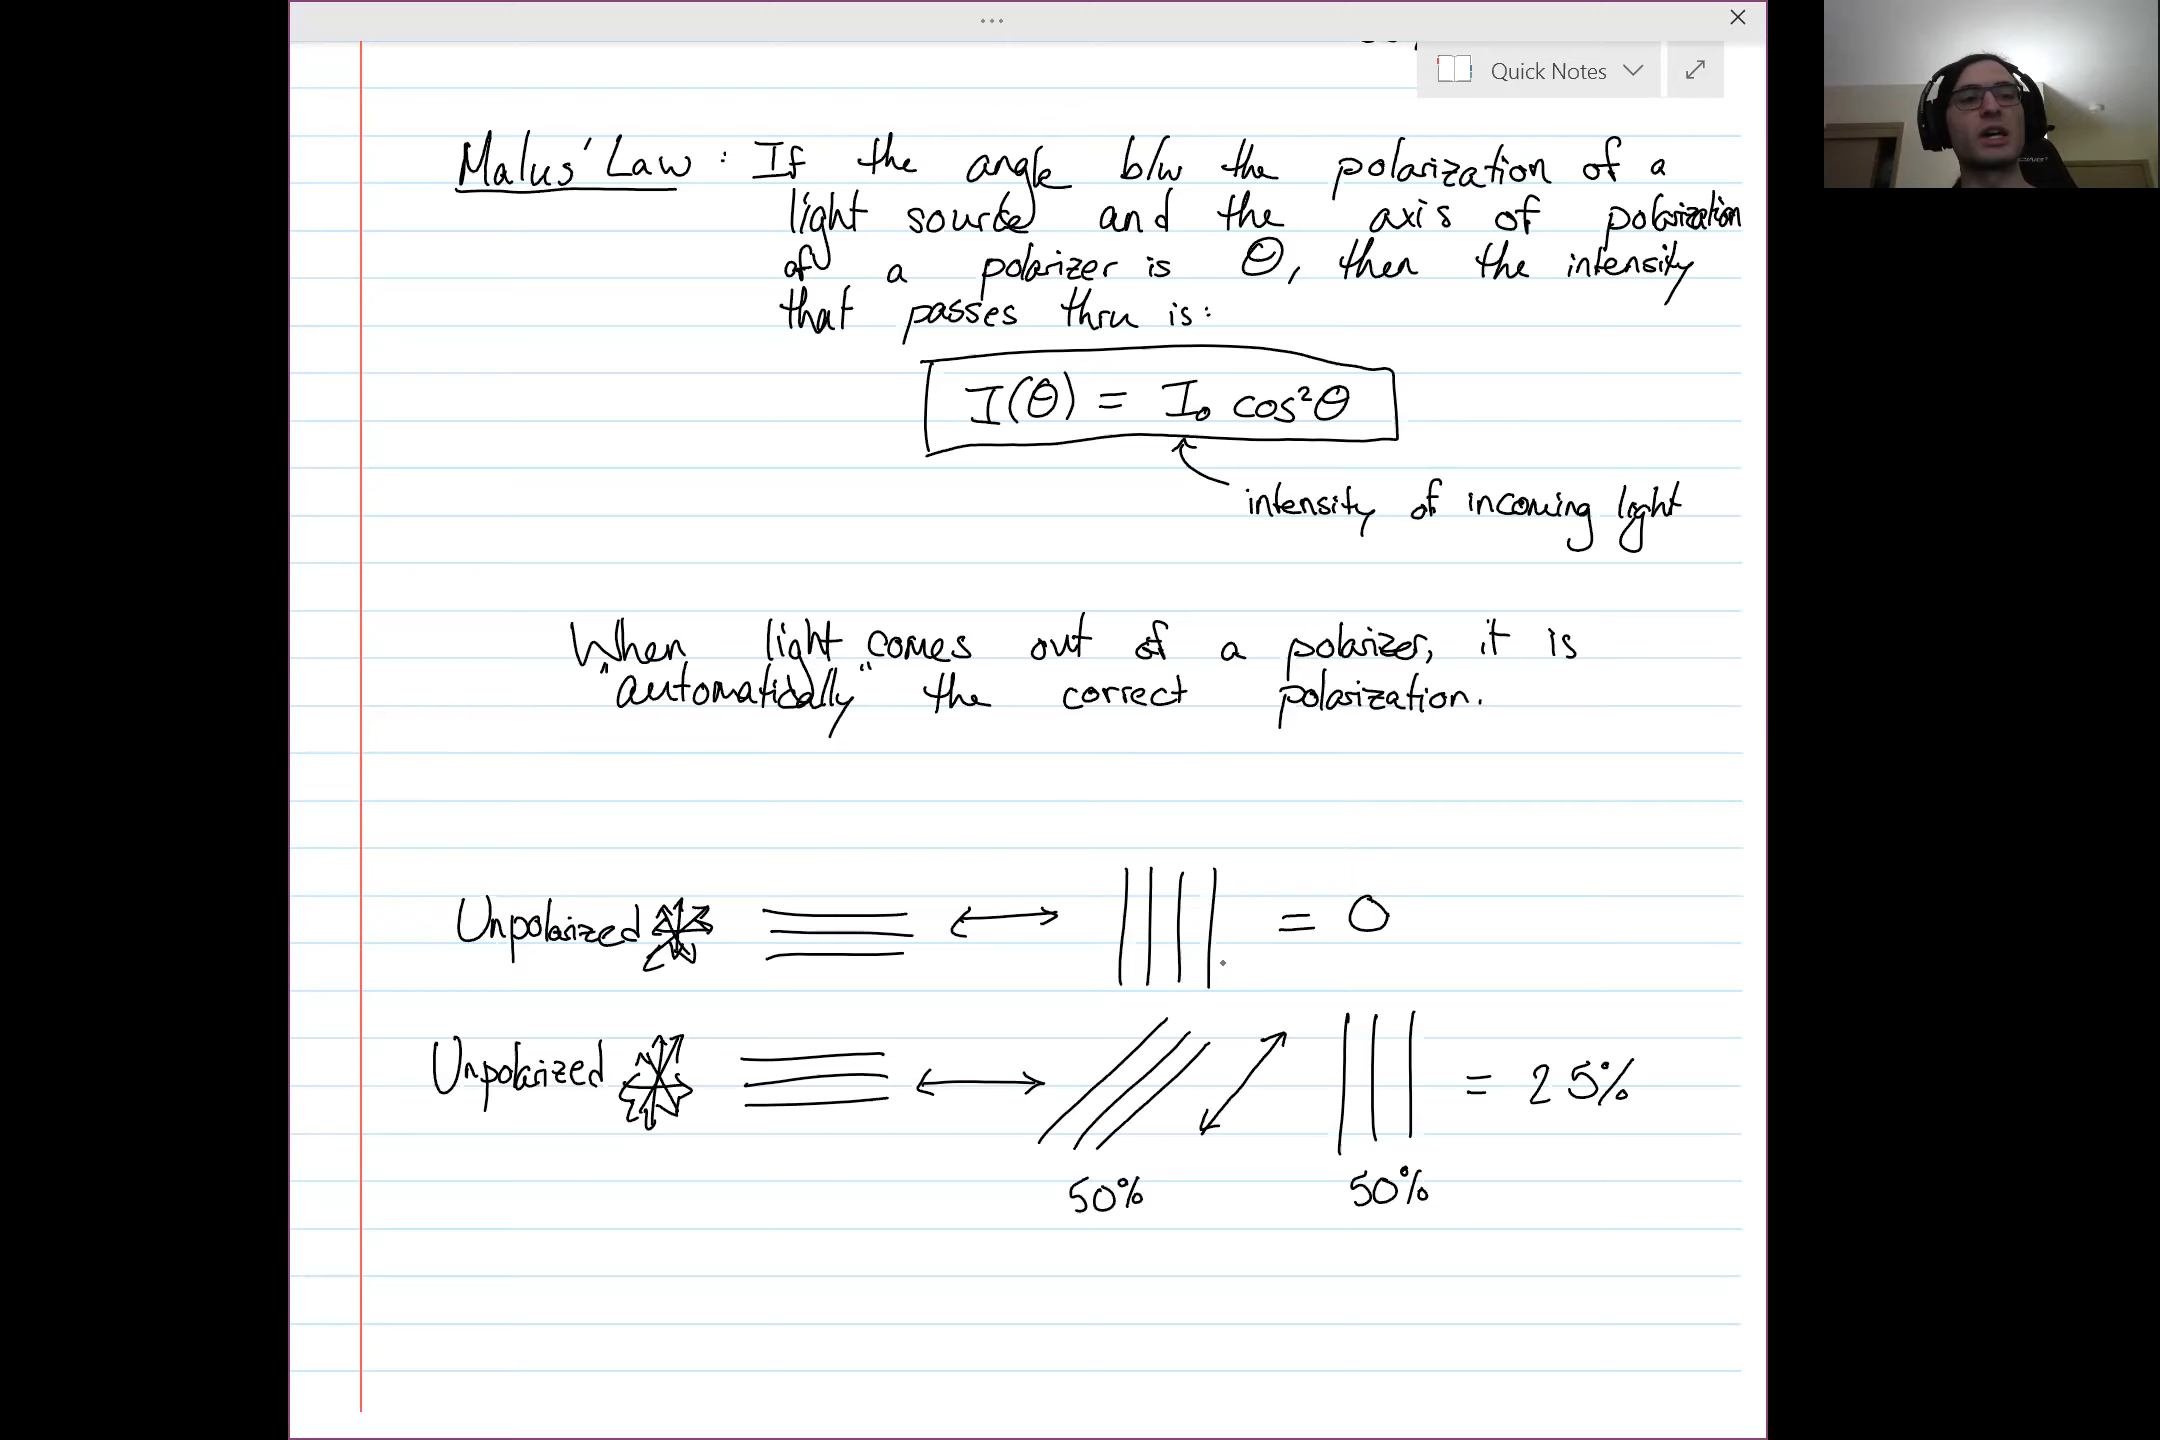 Quick Notes
Malus' Law : If the angle b/w the polarization of a
light source and the axis of polarization
of a polarizer is θ, then the intensity
that passes thru is:
I(θ) = I₀ cos²θ
intensity of incoming light
When light comes out of a polarizer, it is
"automatically" the correct polarization.
Unpolarized = 0
Unpolarized = 25%
50% 50%